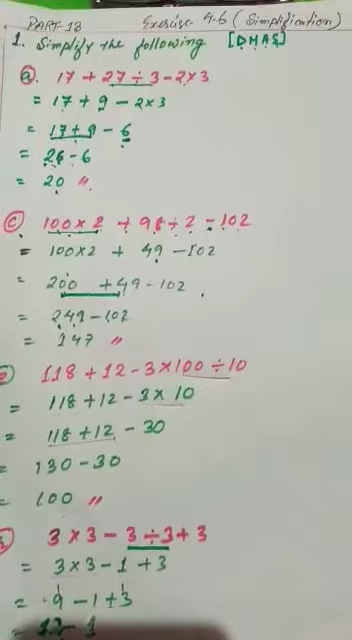 PART-13 Exercise 4.6 (Simplification)
1. Simplify the following [DMAS]
a. 17 + 27 ÷ 3 - 2 x 3
= 17 + 9 - 2 x 3
= 17 + 9 - 6
= 26 - 6
= 20 "
c 100 x 2 + 98 ÷ 2 - 102
= 100 x 2 + 49 - 102
= 200 + 49 - 102
= 249 - 102
= 147 "
118 + 12 - 3 x 100 ÷ 10
= 118 + 12 - 3 x 10
= 118 + 12 - 30
= 130 - 30
= 100 "
3 x 3 - 3 ÷ 3 + 3
= 3 x 3 - 1 + 3
= 9 - 1 + 3
= 12 - 1